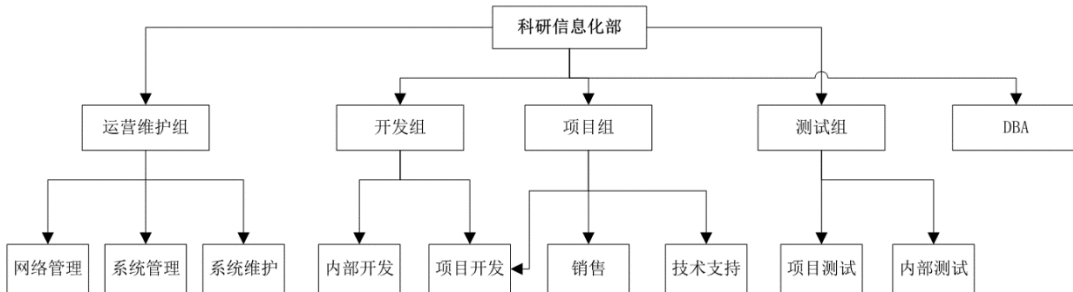 科研信息化部
运营维护组
开发组
项目组
测试组
DBA
网络管理
系统管理
系统维护
内部开发
项目开发
销售
技术支持
项目测试
内部测试